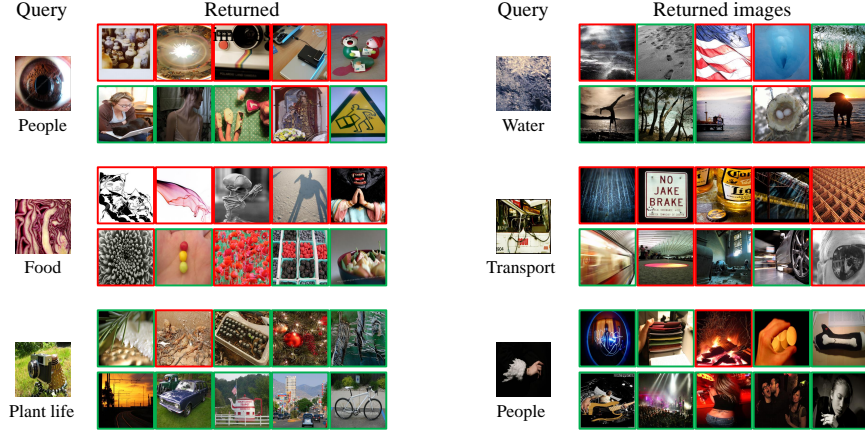 Query Returned
People
Food
Plant life
Query Returned images
Water
Transport
People
NO
JAKE
BRAKE